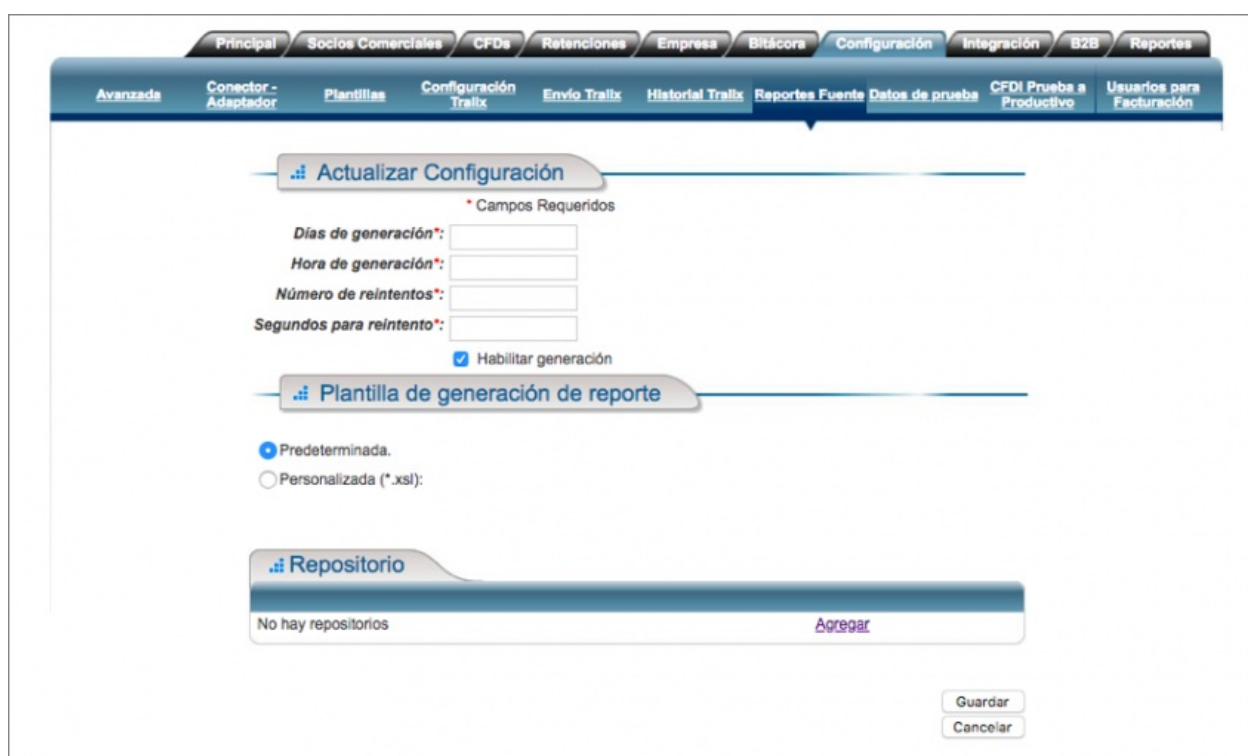 Principal Socios Comerciales CFDs Retenciones Empresa Bitácora Configuración Integración B2B Reportes
Avanzada Conector - Adaptador Plantillas Configuración Tralix Envío Tralix Historial Tralix Reportes Fuente Datos de prueba CFDI Prueba a Productivo Usuarios para Facturación
Actualizar Configuración
* Campos Requeridos
Días de generación*:
Hora de generación*:
Número de reintentos*:
Segundos para reintento*:
Habilitar generación
Plantilla de generación de reporte
Predeterminada.
Personalizada (*.xsl):
Repositorio
No hay repositorios Agregar
Guardar
Cancelar